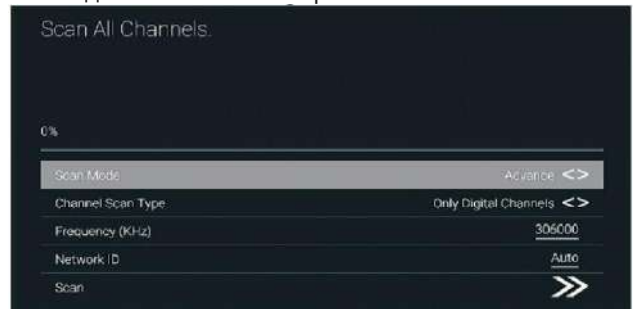 Scan All Channels.
0%
Scan Mode Advance <>
Channel Scan Type Only Digital Channels <>
Frequency (KHz) 306000
Network ID Auto
Scan